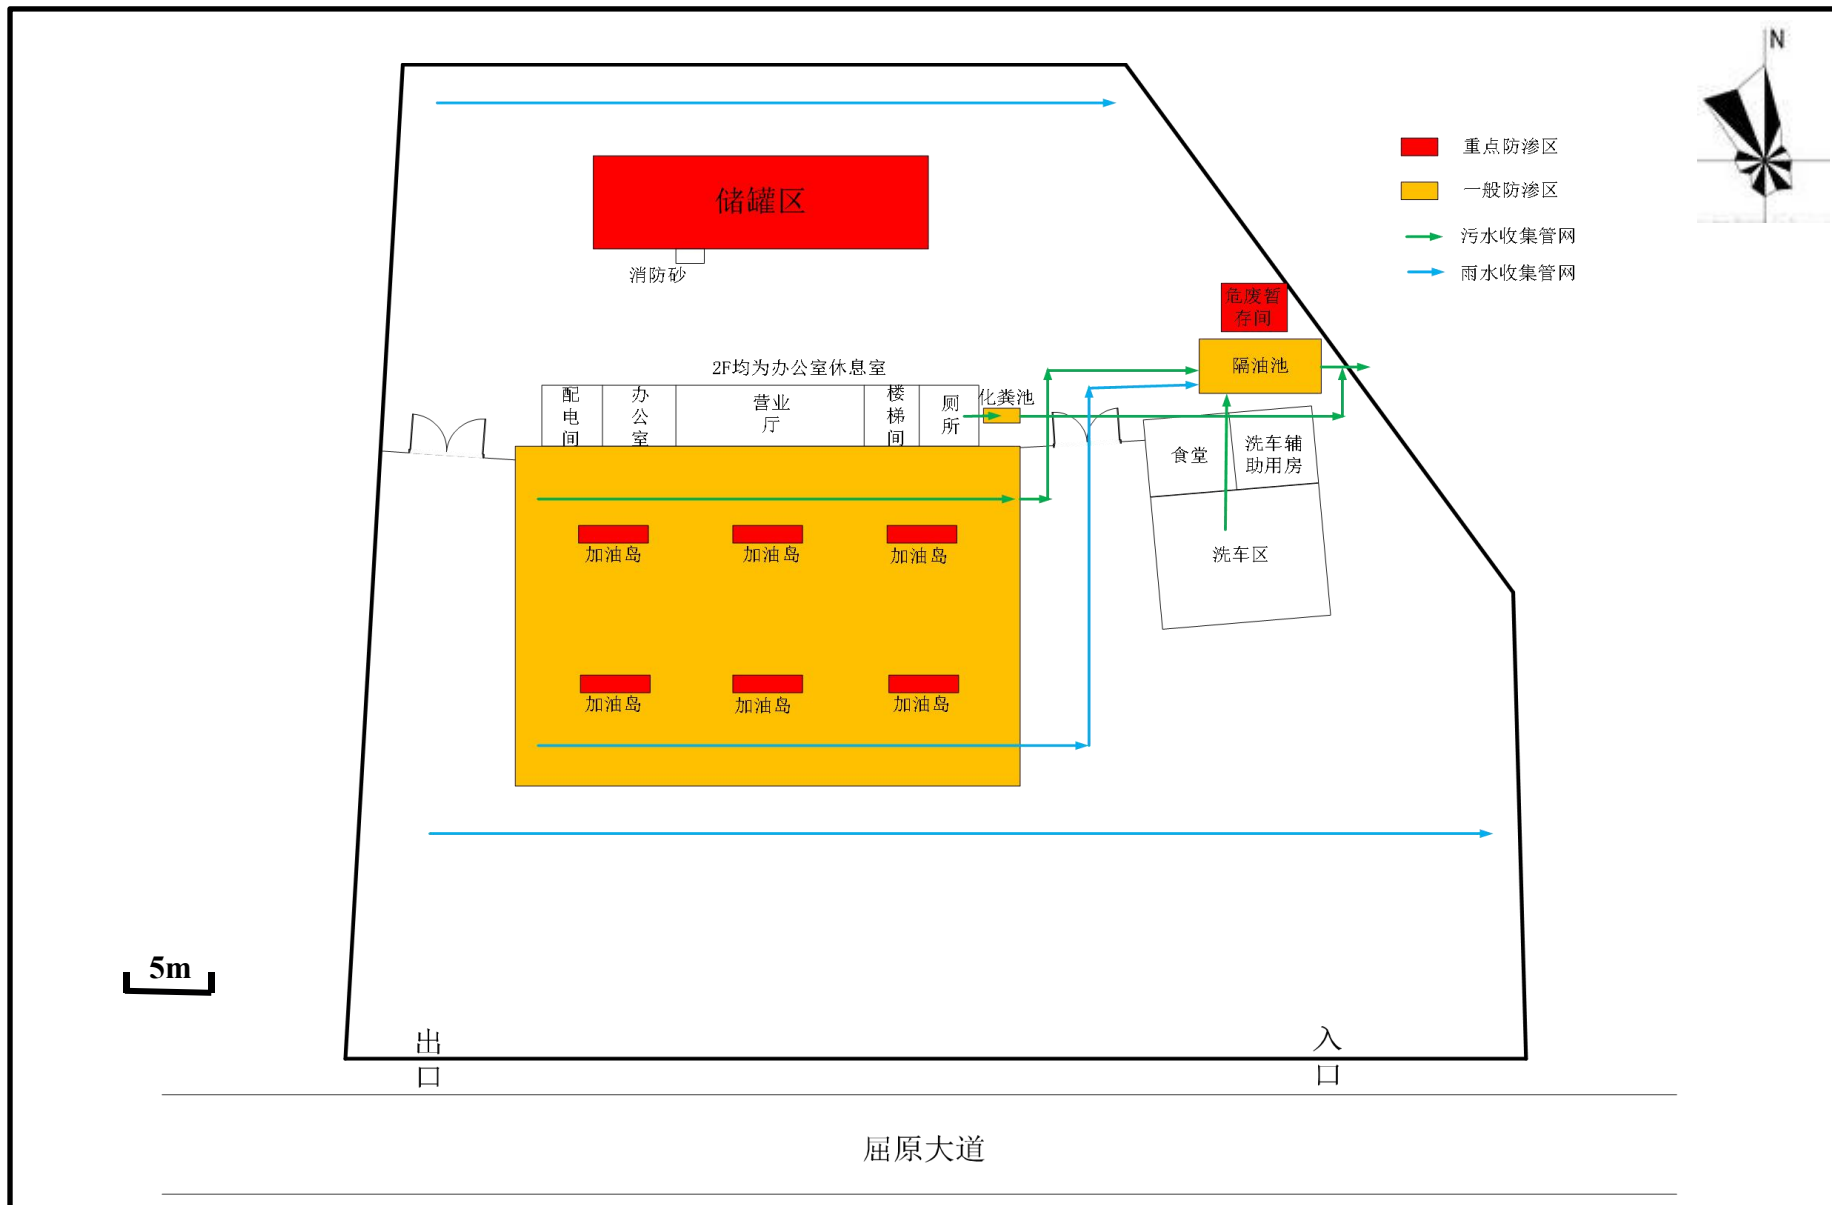 N
重点防渗区
一般防渗区
污水收集管网
雨水收集管网
储罐区
消防砂
危废暂
存间
隔油池
2F均为办公室休息室
配电间
办公室
营业
厅
楼梯间
厕所
化粪池
食堂
洗车辅
助用房
洗车区
加油岛
加油岛
加油岛
加油岛
加油岛
加油岛
5m
出口
入口
屈原大道